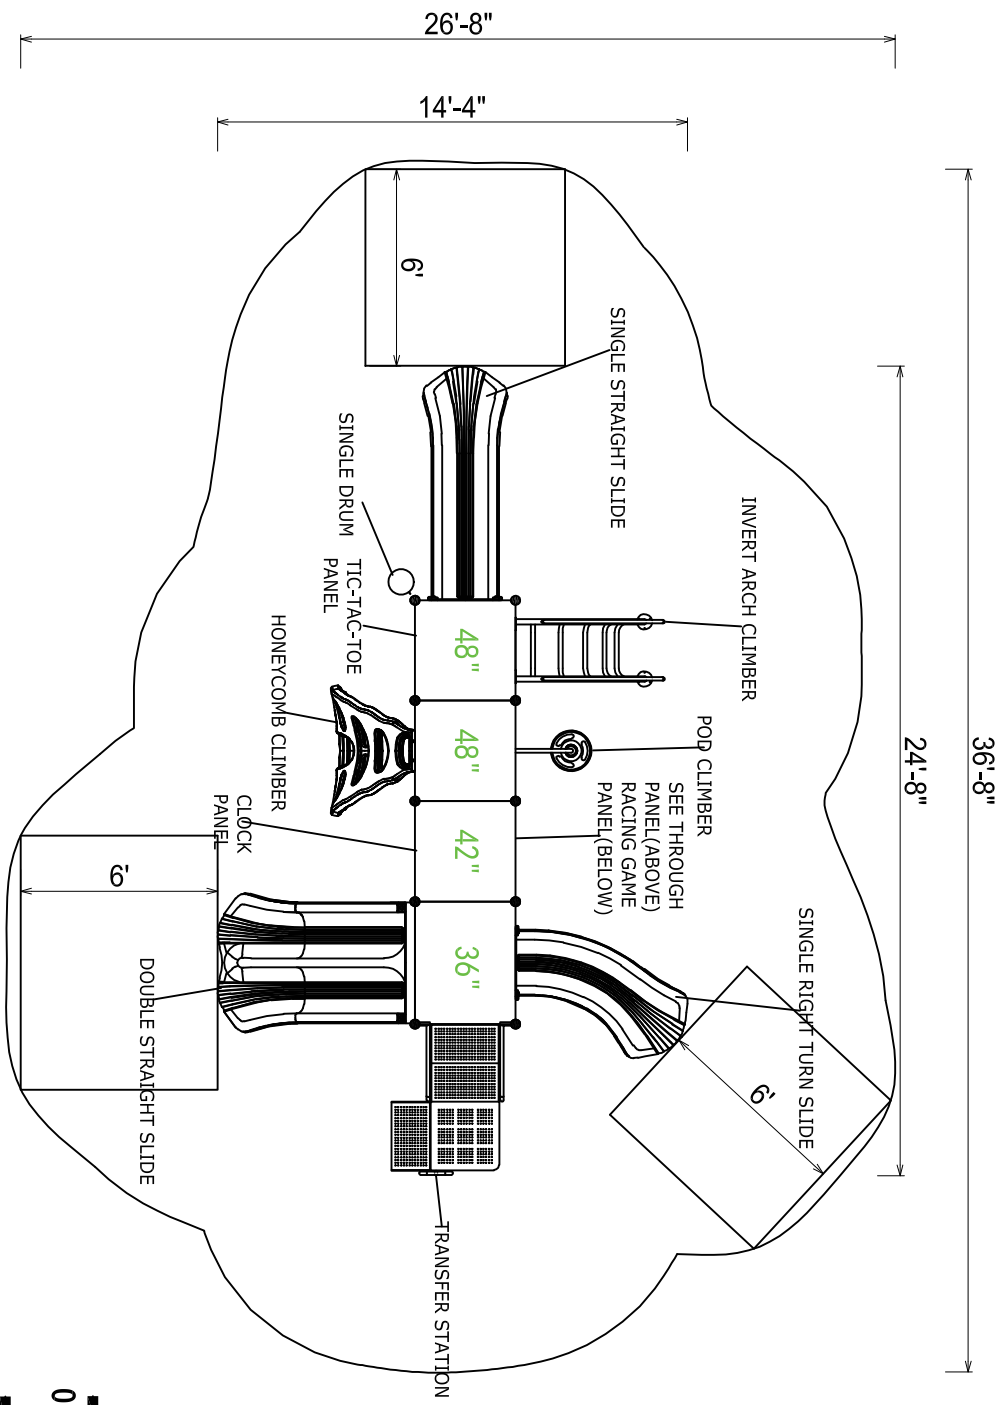 26'-8"
14'-4"
36'-8"
24'-8"
6'
SINGLE STRAIGHT SLIDE
SINGLE DRUM
TIC-TAC-TOE
PANEL
INVERT ARCH CLIMBER
HONEYCOMB CLIMBER
48"
48"
42"
36"
POD CLIMBER
SEE THROUGH
PANEL(ABOVE)
RACING GAME
PANEL(BELOW)
CLOCK
PANEL
6'
SINGLE RIGHT TURN SLIDE
6'
DOUBLE STRAIGHT SLIDE
TRANSFER STATION
0